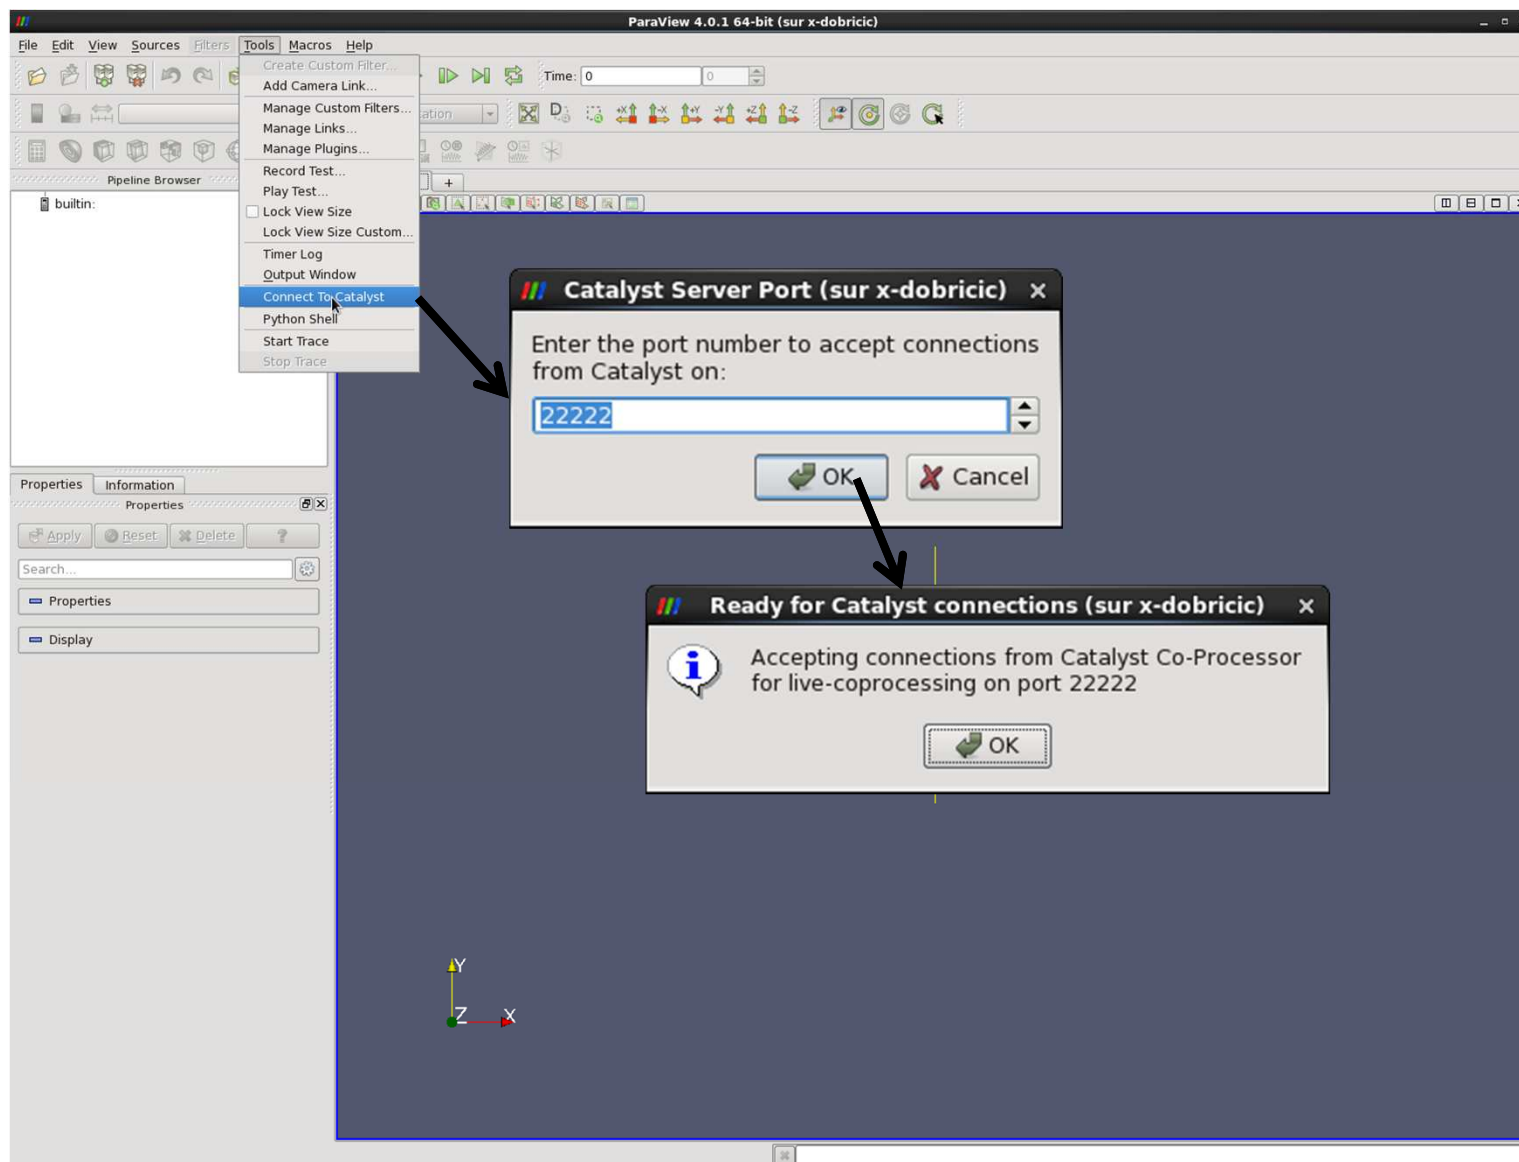 ParaView 4.0.1 64-bit (sur x-dobricic)
File Edit View Sources Filters Tools Macros Help
Create Custom Filter...
Add Camera Link...
Manage Custom Filters...
Manage Links...
Manage Plugins...
Record Test...
Play Test...
Lock View Size
Lock View Size Custom...
Timer Log
Output Window
Connect To Catalyst
Python Shell
Start Trace
Stop Trace
Time: 0 0
+X -X +Y -Y +Z -Z
Pipeline Browser
builtin:
Catalyst Server Port (sur x-dobricic)
Enter the port number to accept connections
from Catalyst on:
22222
OK Cancel
Properties Information
Properties
Apply Reset Delete ?
Search...
Properties
Display
Ready for Catalyst connections (sur x-dobricic)
Accepting connections from Catalyst Co-Processor
for live-coprocessing on port 22222
OK
Y
Z X